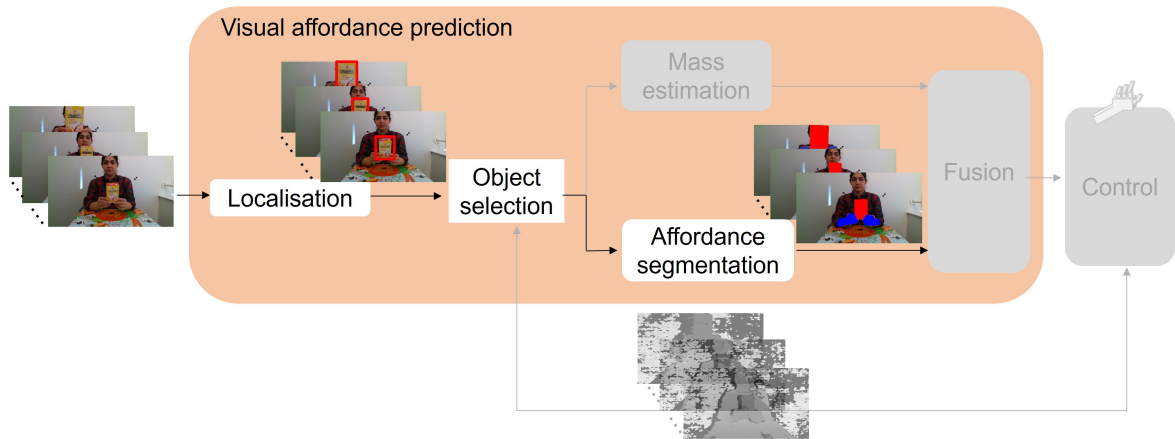 Visual affordance prediction
Mass
estimation
Localisation
Object
selection
Affordance
segmentation
Fusion
Control